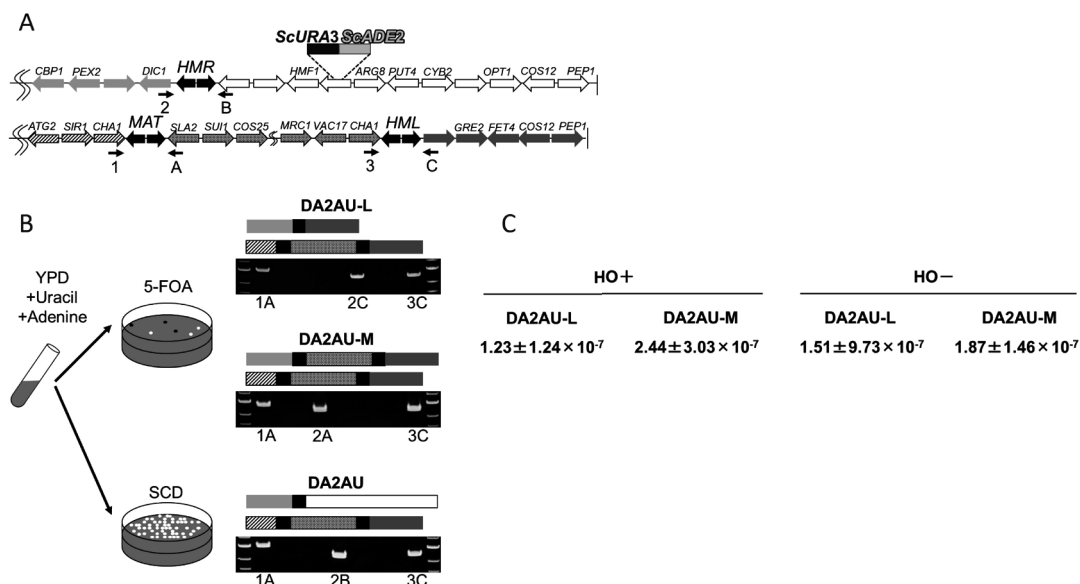 A
ScURA3 ScADE2
CBP1 PEX2 DIC1 HMR HMF1 ARG8 PUT4 CYB2 OPT1 COS12 PEP1
2 B
ATG2 SIR1 CHA1 MAT SLA2 SUI1 COS25 MRC1 VAC17 CHA1 HML GRE2 FET4 COS12 PEP1
1 A 3 C
B
YPD
+Uracil
+Adenine
5-FOA
SCD
DA2AU-L
1A 2C 3C
DA2AU-M
1A 2A 3C
DA2AU
1A 2B 3C
C
HO+ HO−
DA2AU-L DA2AU-M DA2AU-L DA2AU-M
1.23±1.24×10-7 2.44±3.03×10-7 1.51±9.73×10-7 1.87±1.46×10-7